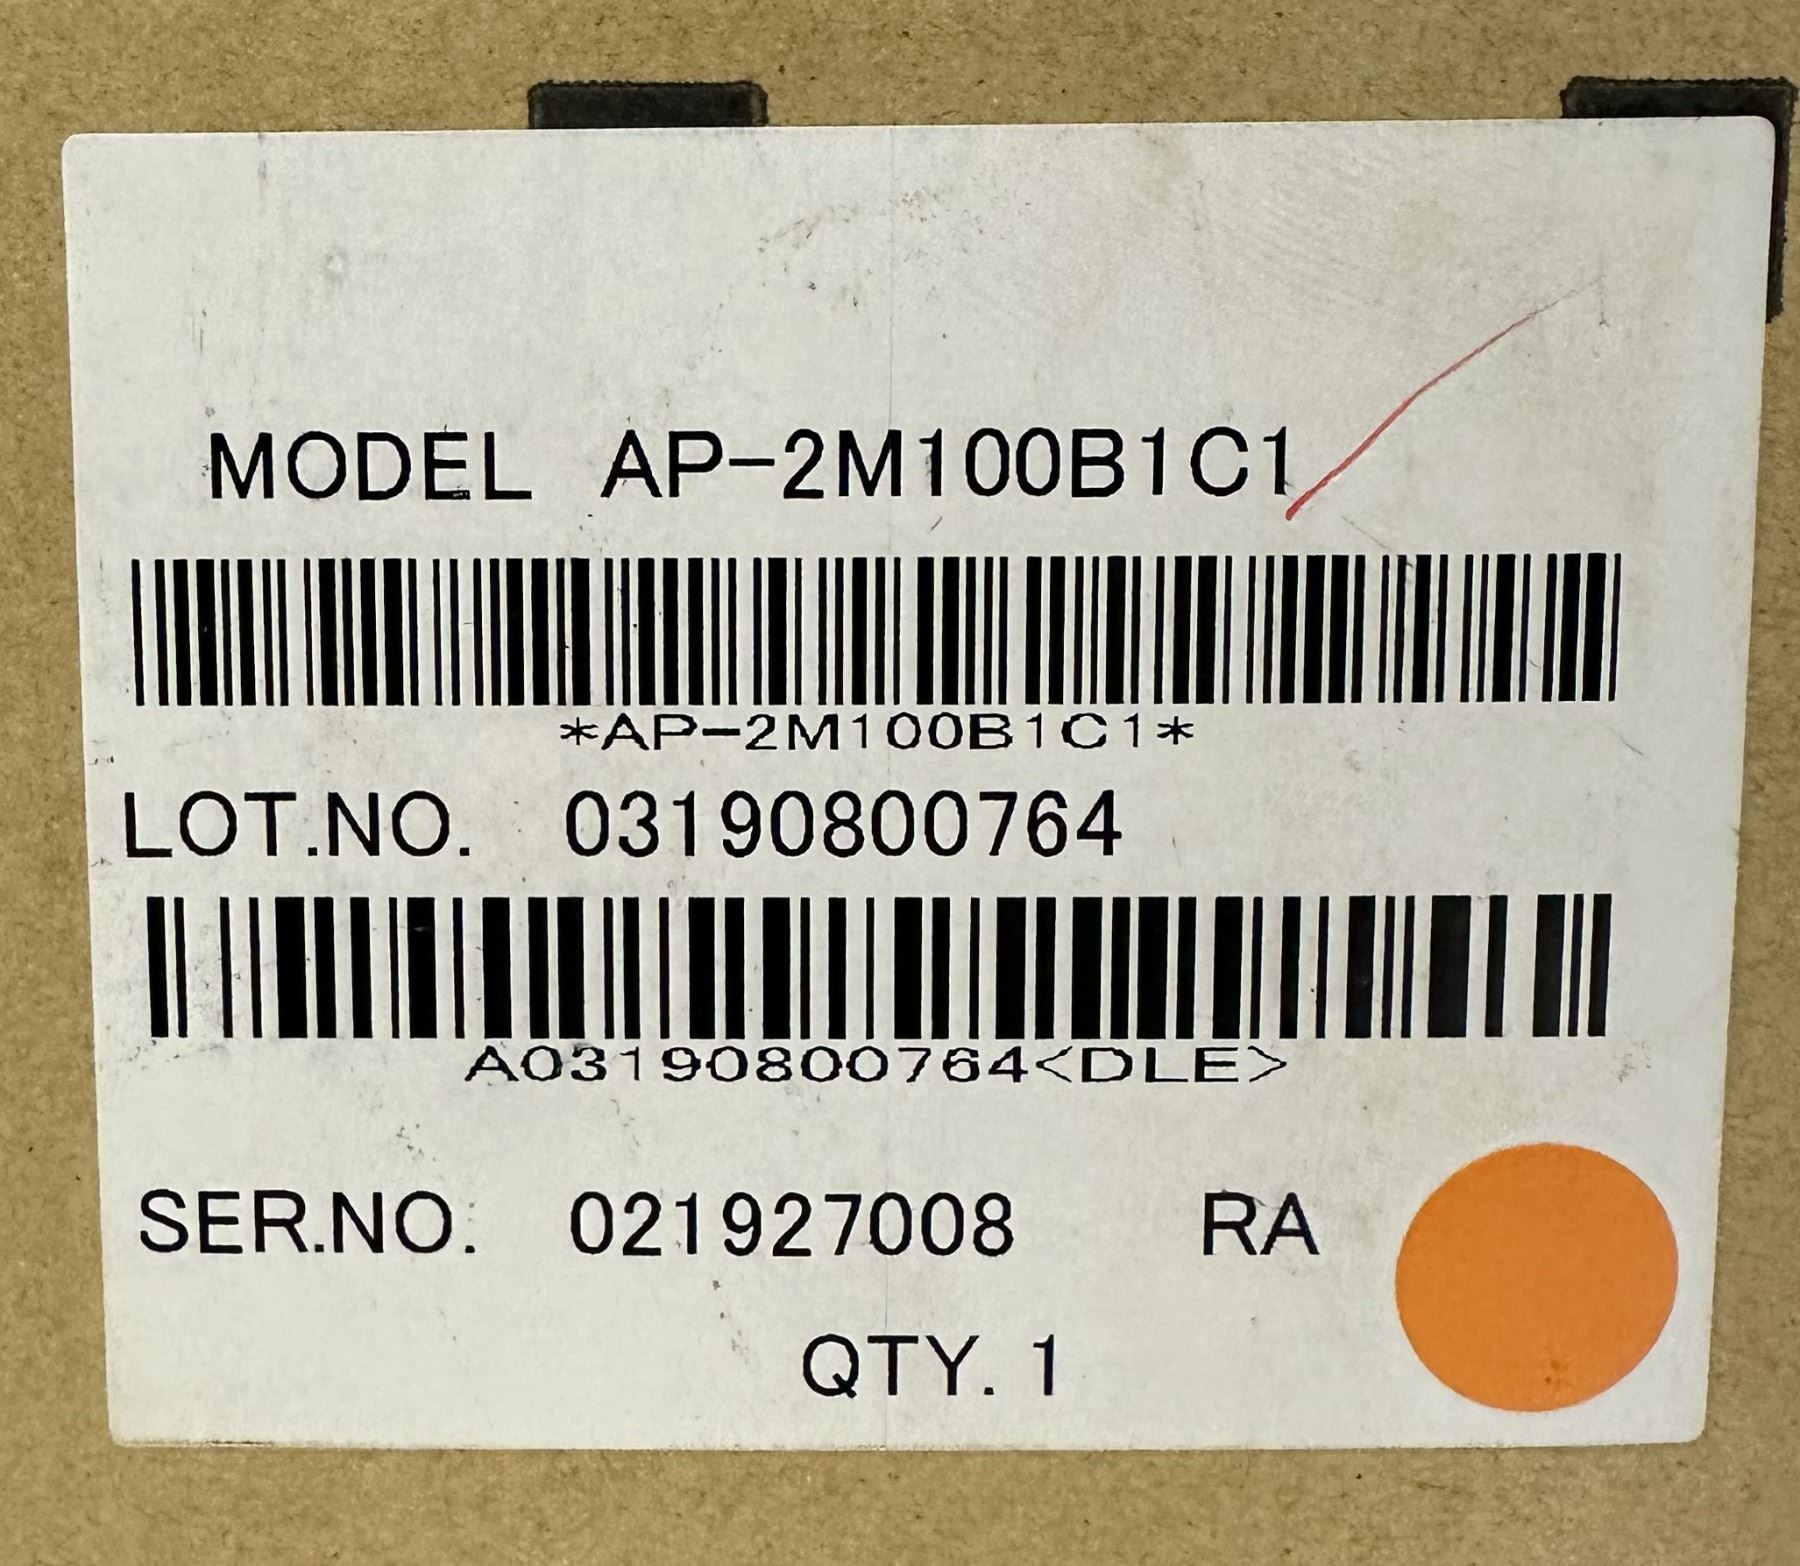 MODEL AP-2M100B1C1
*AP-2M100B1C1*
LOT.NO. 03190800764
A03190800764<DLE>
SER.NO. 021927008 RA
QTY. 1